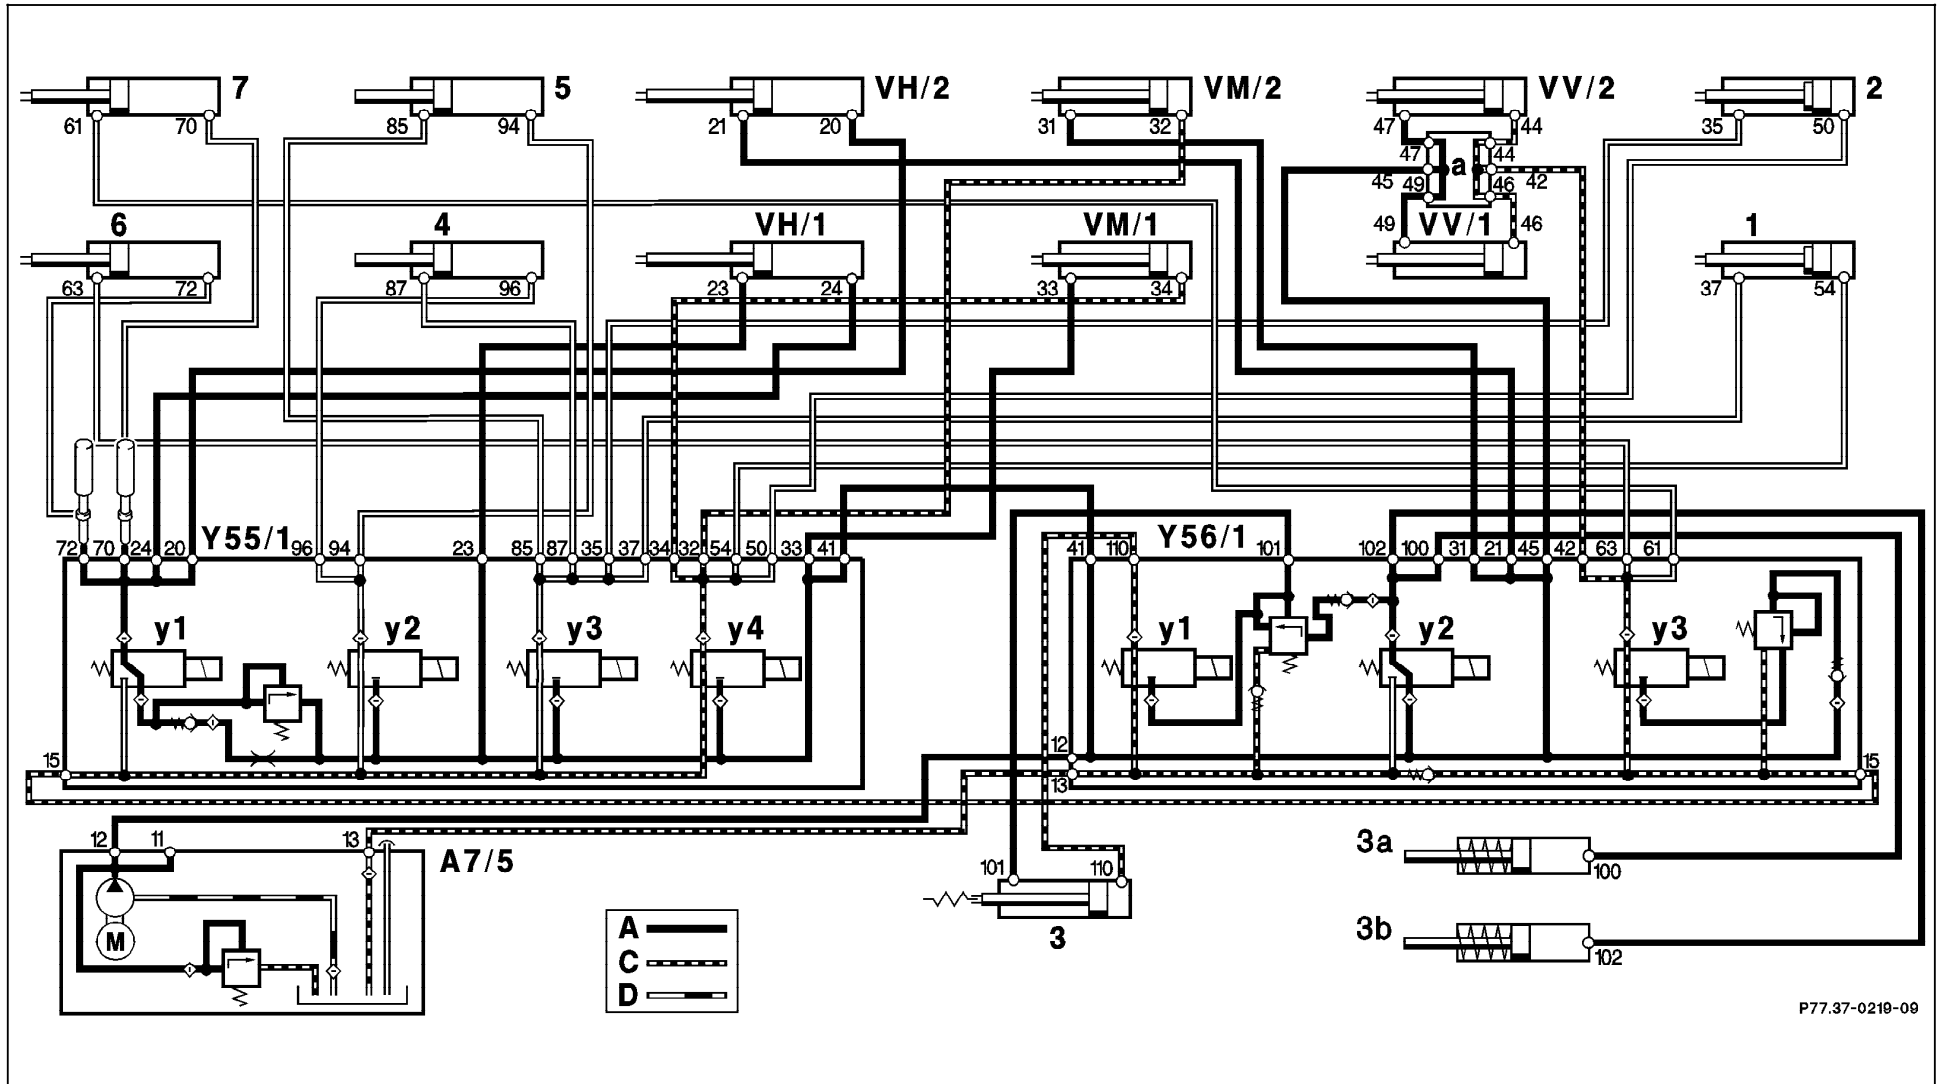 7 5 VH/2 VM/2 VV/2 2
61 70 85 94 21 20 31 32 47 44 35 50
47 44
a
45 49 46 42
6 4 VH/1 VM/1 49 VV/1 46 1
63 72 87 96 23 24 33 34 37 54
72 70 24 20 Y55/1 96 94 23 85 87 35 37 34 32 54 50 33 41 41 110 Y56/1 101 102 100 31 21 45 42 63 61
y1 y2 y3 y4 y1 y2 y3
15 12 13 15
12 11 13 A7/5
M
101 110
3
3a 100
3b 102
A
C
D
P77.37-0219-09